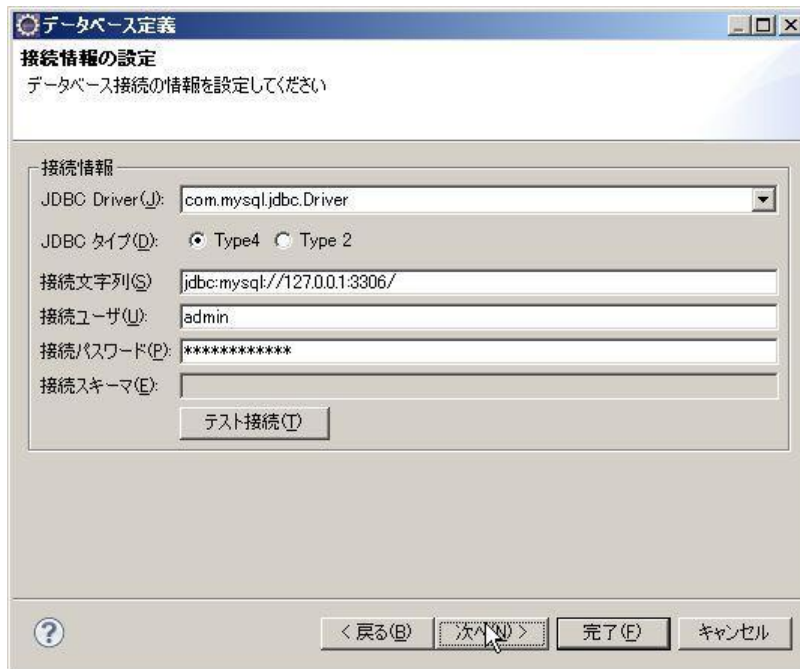 データベース定義
接続情報の設定
データベース接続の情報を設定してください
接続情報
JDBC Driver(J): com.mysql.jdbc.Driver
JDBC タイプ(D): Type4 Type 2
接続文字列(S) jdbc:mysql://127.0.0.1:3306/
接続ユーザ(U): admin
接続パスワード(P): ************
接続スキーマ(E):
テスト接続(T)
< 戻る(B) 次へ(N) > 完了(F) キャンセル